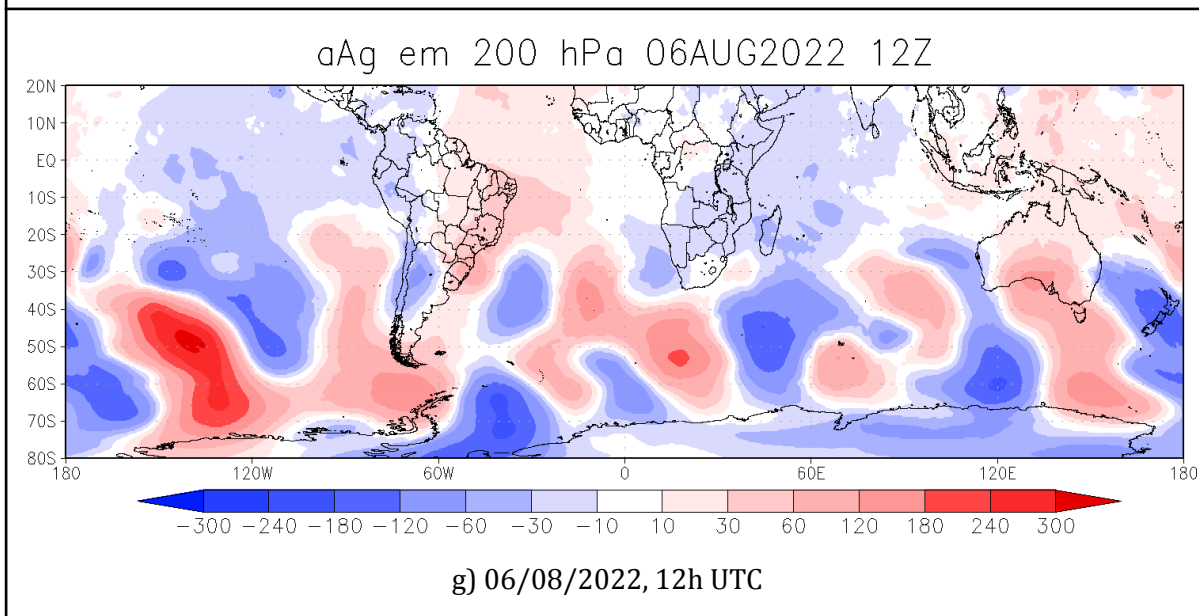 aAg em 200 hPa 06AUG2022 12Z
20N
10N
EQ
10S
20S
30S
40S
50S
60S
70S
80S
180 120W 60W 0 60E 120E 180
−300 −240 −180 −120 −60 −30 −10 10 30 60 120 180 240 300
g) 06/08/2022, 12h UTC